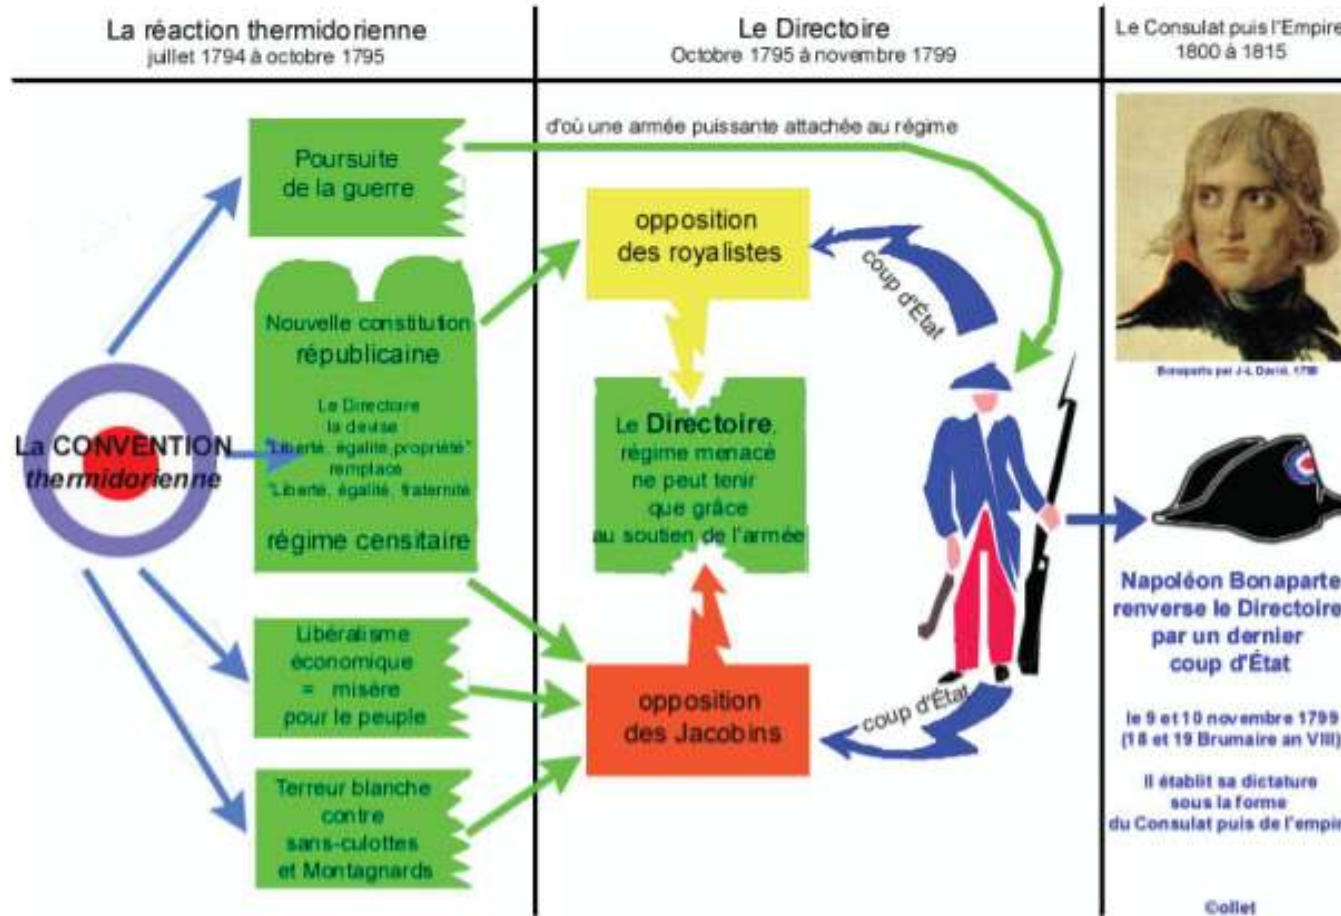 La réaction thermidorienne
juillet 1794 à octobre 1795
Le Directoire
Octobre 1795 à novembre 1799
Le Consulat puis l'Empire
1800 à 1815
Poursuite
de la guerre
Nouvelle constitution
républicaine
Le Directoire
la devise
"Liberté, égalité,propriété"
remplace
"Liberté, égalité, fraternité
régime censitaire
La CONVENTION
thermidorienne
Libéralisme
économique
= misère
pour le peuple
Terreur blanche
contre
sans-culottes
et Montagnards
d'où une armée puissante attachée au régime
opposition
des royalistes
coup d'État
Le Directoire,
régime menacé
ne peut tenir
que grâce
au soutien de l'armée
opposition
des Jacobins
coup d'État
Bonaparte par J-L David, 1798
Napoléon Bonaparte
renverse le Directoire
par un dernier
coup d'État
le 9 et 10 novembre 1799
(18 et 19 Brumaire an VIII)
Il établit sa dictature
sous la forme
du Consulat puis de l'empire
©ollet